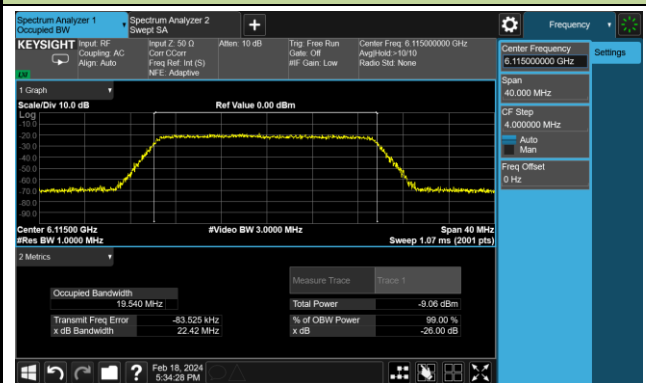 Spectrum Analyzer 1
Occupied BW
Spectrum Analyzer 2
Swept SA
+
Frequency
KEYSIGHT
Input: RF
Coupling: AC
Align: Auto
Input Z: 50 Ω
Corr CCorr
Freq Ref: Int (S)
NFE: Adaptive
Atten: 10 dB
Trig: Free Run
Gate: Off
#IF Gain: Low
Center Freq: 6.115000000 GHz
Avg|Hold:>10/10
Radio Std: None
LXI
Center Frequency
6.115000000 GHz
Settings
Span
40.000 MHz
CF Step
4.000000 MHz
Auto
Man
Freq Offset
0 Hz
1 Graph
Scale/Div 10.0 dB
Ref Value 0.00 dBm
Log
-10.0
-20.0
-30.0
-40.0
-50.0
-60.0
-70.0
-80.0
-90.0
Center 6.11500 GHz
#Video BW 3.0000 MHz
Span 40 MHz
#Res BW 1.0000 MHz
Sweep 1.07 ms (2001 pts)
2 Metrics
Measure Trace
Trace 1
Occupied Bandwidth
19.540 MHz
Total Power
-9.06 dBm
Transmit Freq Error
-83.525 kHz
% of OBW Power
99.00 %
x dB Bandwidth
22.42 MHz
x dB
-26.00 dB
?
Feb 18, 2024
5:34:28 PM